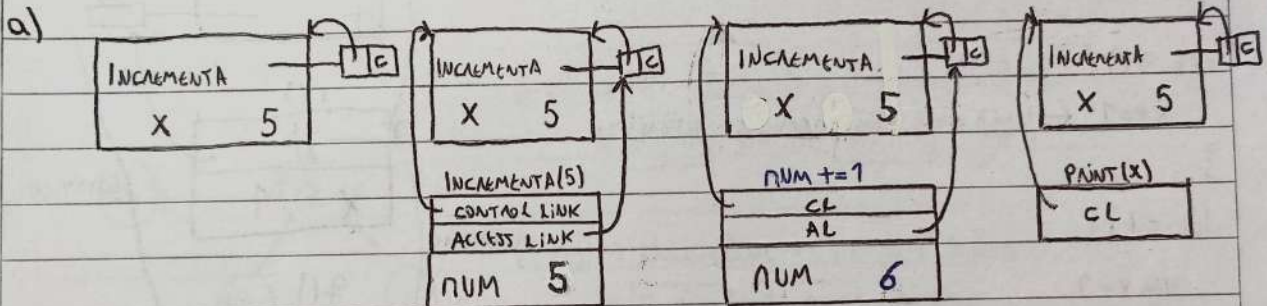 a)
INCREMENTA C
X 5
INCREMENTA C
X 5
INCREMENTA(5)
CONTROL LINK
ACCESS LINK
NUM 5
INCREMENTA C
X 5
NUM += 1
CL
AL
NUM 6
INCREMENTA C
X 5
PRINT(X)
CL